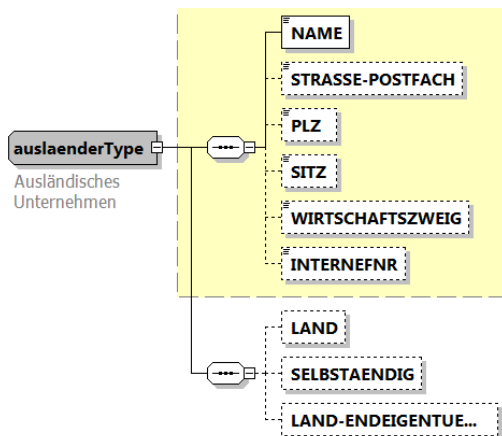 NAME
STRASSE-POSTFACH
PLZ
auslaenderType
Ausländisches
Unternehmen
SITZ
WIRTSCHAFTSZWEIG
INTERNEFNR
LAND
SELBSTAENDIG
LAND-ENDEIGENTUE...